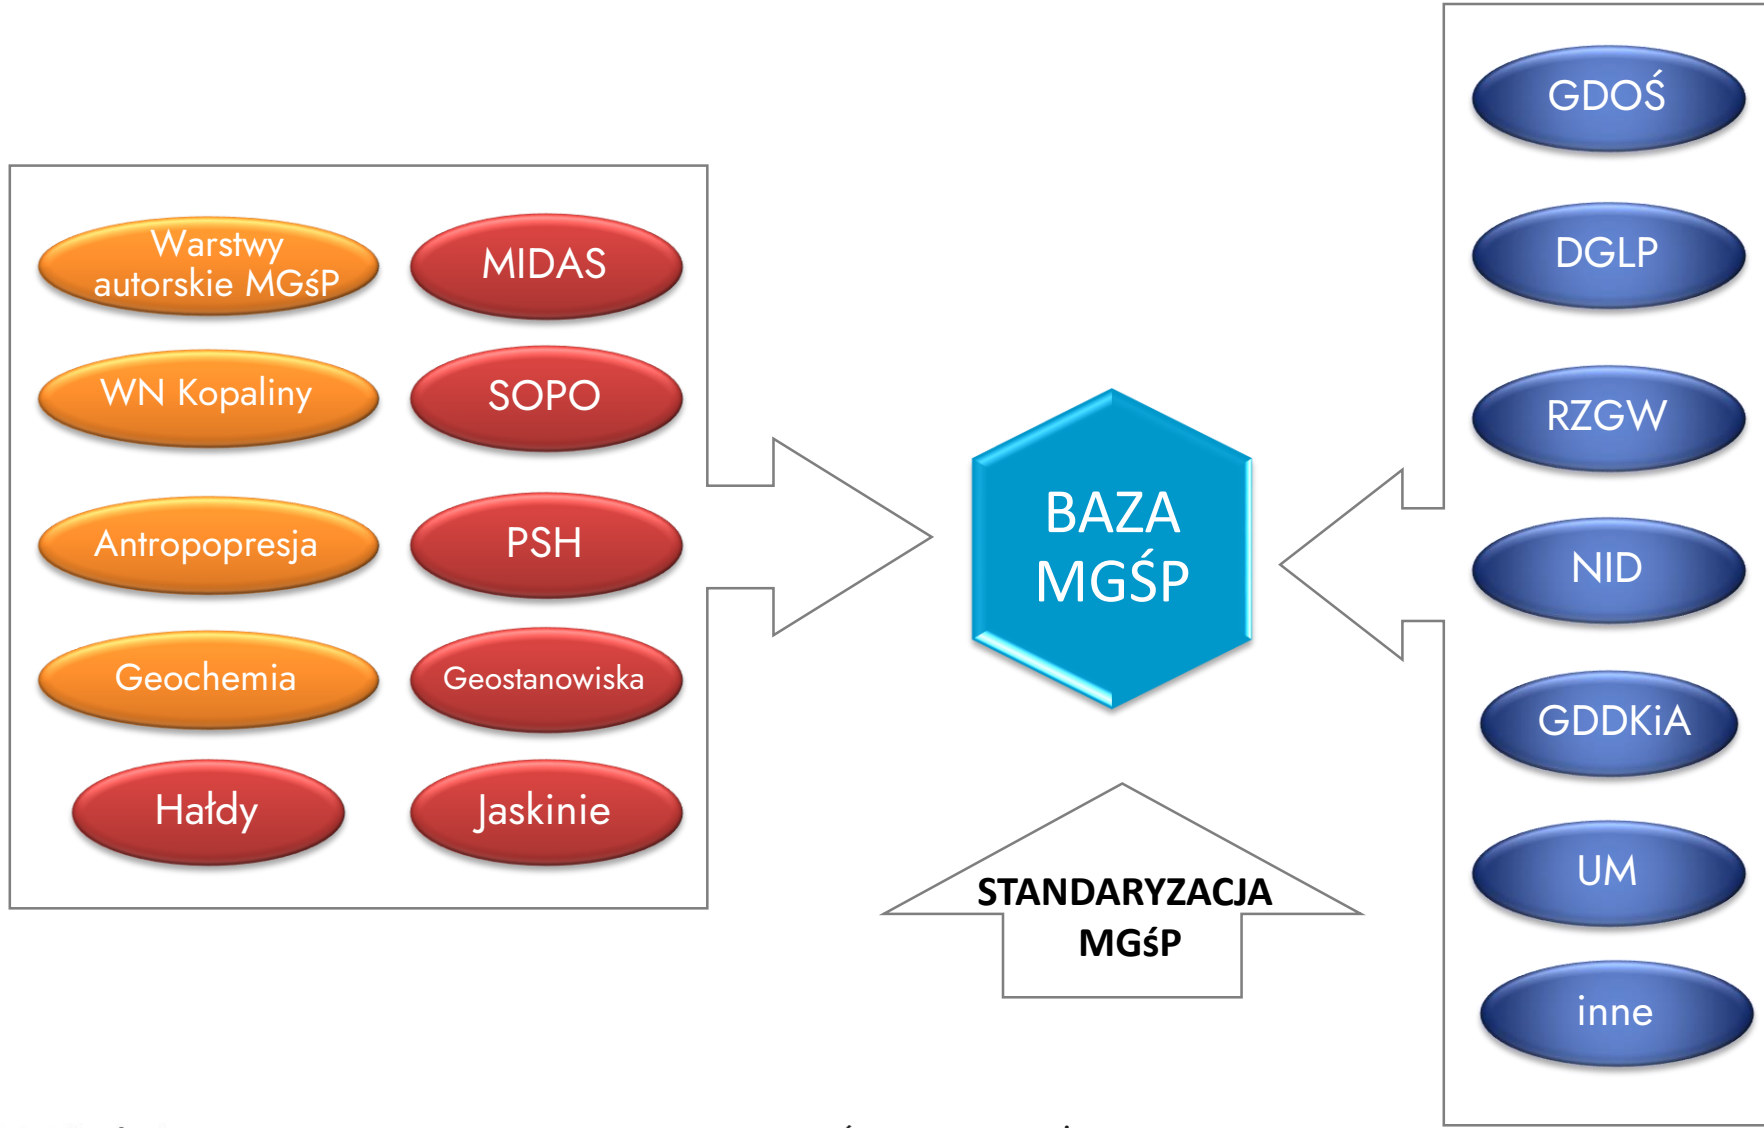 Warstwy
autorskie MGśP
MIDAS
WN Kopaliny
SOPO
Antropopresja
PSH
Geochemia
Geostanowiska
Hałdy
Jaskinie
BAZA
MGŚP
STANDARYZACJA
MGśP
GDOŚ
DGLP
RZGW
NID
GDDKiA
UM
inne